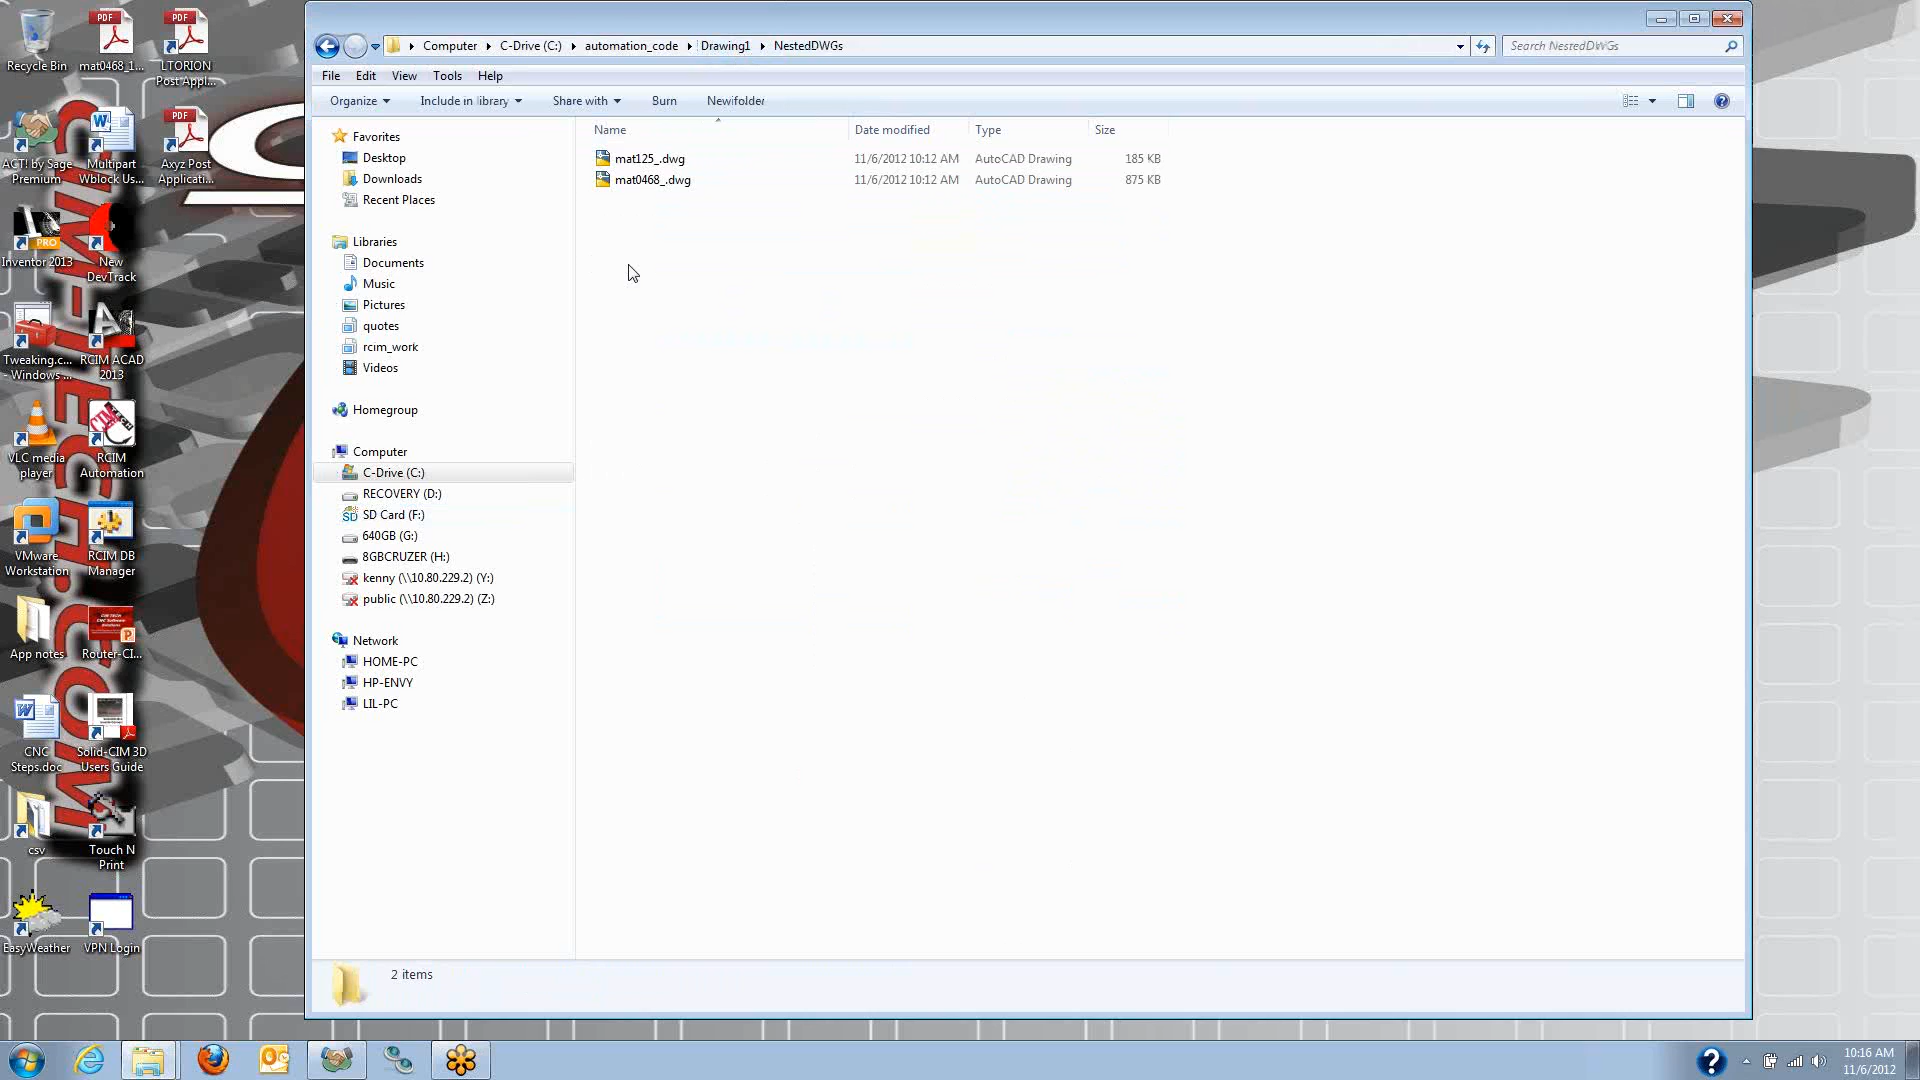 Recycle Bin
mat0468_1...
LTORION
Post Appl...
ACT! by Sage
Premium
Multipart
Wblock Us...
Axyz Post
Applicati...
Inventor 2013
New
DevTrack
Tweaking.c...
- Windows ...
RCIM ACAD
2013
VLC media
player
RCIM
Automation
VMware
Workstation
RCIM DB
Manager
App notes
Router-CI...
CNC
Steps.doc
Solid-CIM 3D
Users Guide
csv
Touch N
Print
EasyWeather
VPN Login
CIM-TECH.COM
Computer
C-Drive (C:)
automation_code
Drawing1
NestedDWGs
Search NestedDWGs
File
Edit
View
Tools
Help
Organize
Include in library
Share with
Burn
New folder
Favorites
Desktop
Downloads
Recent Places
Libraries
Documents
Music
Pictures
quotes
rcim_work
Videos
Homegroup
Computer
C-Drive (C:)
RECOVERY (D:)
SD Card (F:)
640GB (G:)
8GBCRUZER (H:)
kenny (\\10.80.229.2) (Y:)
public (\\10.80.229.2) (Z:)
Network
HOME-PC
HP-ENVY
LIL-PC
Name Date modified Type Size
mat125_.dwg 11/6/2012 10:12 AM AutoCAD Drawing 185 KB
mat0468_.dwg 11/6/2012 10:12 AM AutoCAD Drawing 875 KB
2 items
10:16 AM
11/6/2012